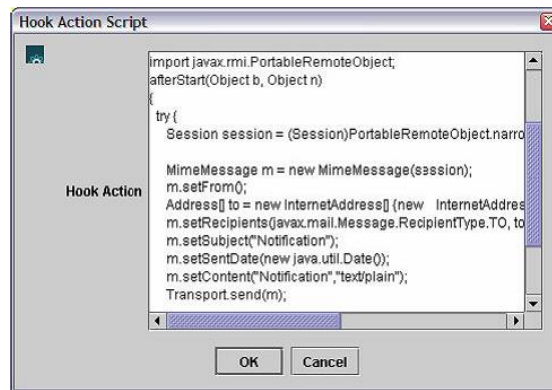 Hook Action Script
import javax.rmi.PortableRemoteObject;
afterStart(Object b, Object n)
{
try {
Session session = (Session)PortableRemoteObject.narro
MimeMessage m = new MimeMessage(session);
m.setFrom();
Hook Action
Address[] to = new InternetAddress[] {new InternetAddres
m.setRecipients(javax.mail.Message.RecipientType.TO, to
m.setSubject("Notification");
m.setSentDate(new java.util.Date());
m.setContent("Notification","text/plain");
Transport.send(m);
OK
Cancel